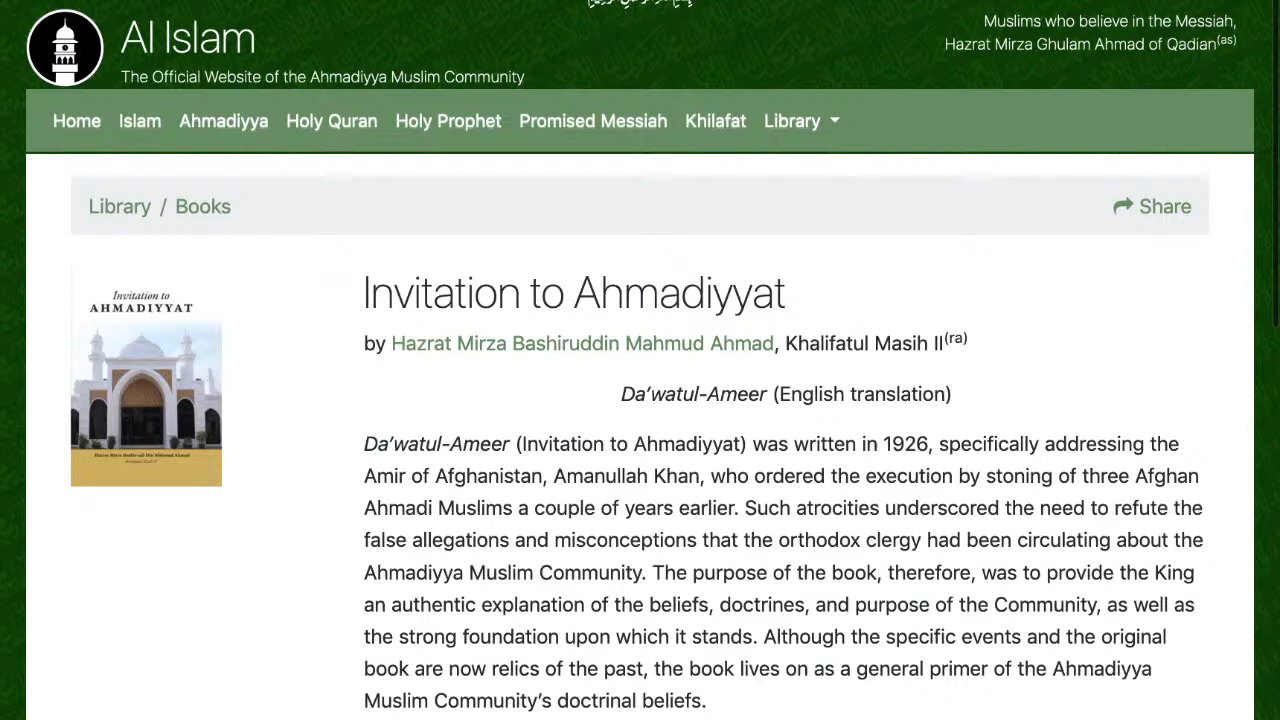 Al Islam
The Official Website of the Ahmadiyya Muslim Community
Muslims who believe in the Messiah,
Hazrat Mirza Ghulam Ahmad of Qadian(as)
Home Islam Ahmadiyya Holy Quran Holy Prophet Promised Messiah Khilafat Library
Library / Books
Share
Invitation to
AHMADIYYAT
Invitation to Ahmadiyyat
by Hazrat Mirza Bashiruddin Mahmud Ahmad, Khalifatul Masih II(ra)
Da’watul-Ameer (English translation)
Da’watul-Ameer (Invitation to Ahmadiyyat) was written in 1926, specifically addressing the
Amir of Afghanistan, Amanullah Khan, who ordered the execution by stoning of three Afghan
Ahmadi Muslims a couple of years earlier. Such atrocities underscored the need to refute the
false allegations and misconceptions that the orthodox clergy had been circulating about the
Ahmadiyya Muslim Community. The purpose of the book, therefore, was to provide the King
an authentic explanation of the beliefs, doctrines, and purpose of the Community, as well as
the strong foundation upon which it stands. Although the specific events and the original
book are now relics of the past, the book lives on as a general primer of the Ahmadiyya
Muslim Community’s doctrinal beliefs.